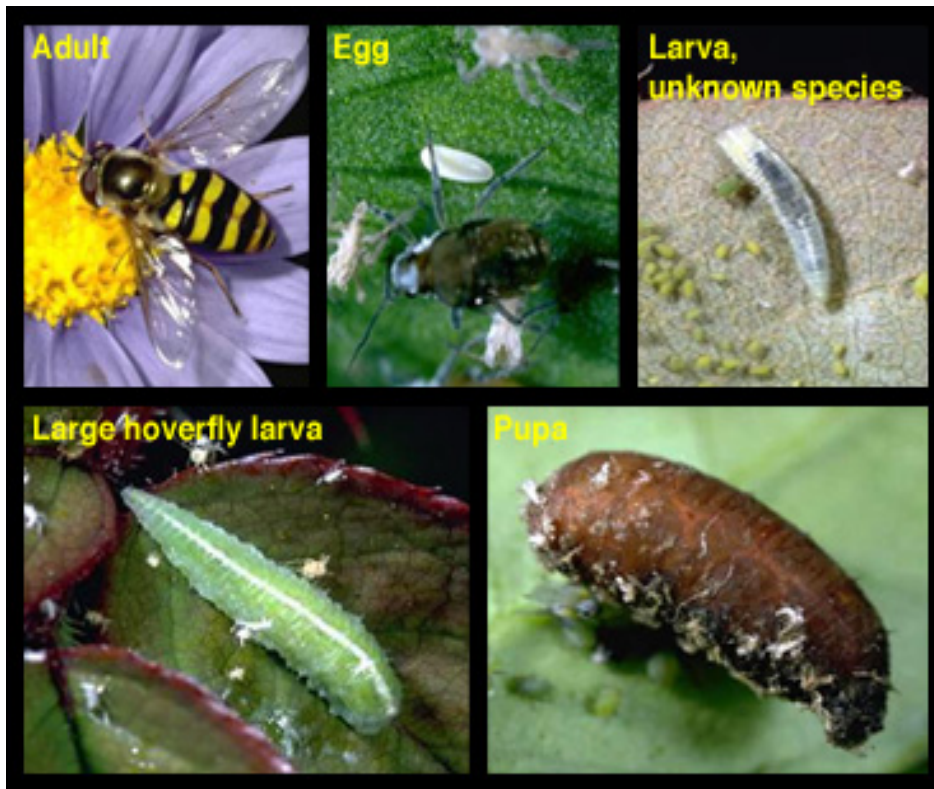 Adult
Egg
Larva,
unknown species
Large hoverfly larva
Pupa